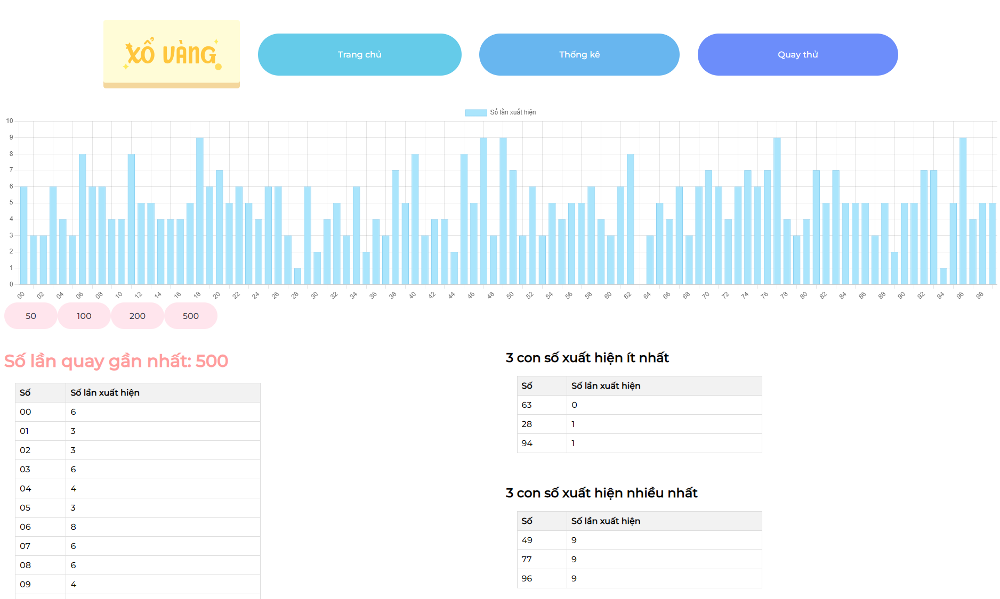 XỔ VÀNG
Trang chủ
Thống kê
Quay thử
Số lần xuất hiện
10
9
8
7
6
5
4
3
2
1
0
00 02 04 06 08 10 12 14 16 18 20 22 24 26 28 30 32 34 36 38 40 42 44 46 48 50 52 54 56 58 60 62 64 66 68 70 72 74 76 78 80 82 84 86 88 90 92 94 96 98
50 100 200 500
Số lần quay gần nhất: 500
Số Số lần xuất hiện
00 6
01 3
02 3
03 6
04 4
05 3
06 8
07 6
08 6
09 4
3 con số xuất hiện ít nhất
Số Số lần xuất hiện
63 0
28 1
94 1
3 con số xuất hiện nhiều nhất
Số Số lần xuất hiện
49 9
77 9
96 9